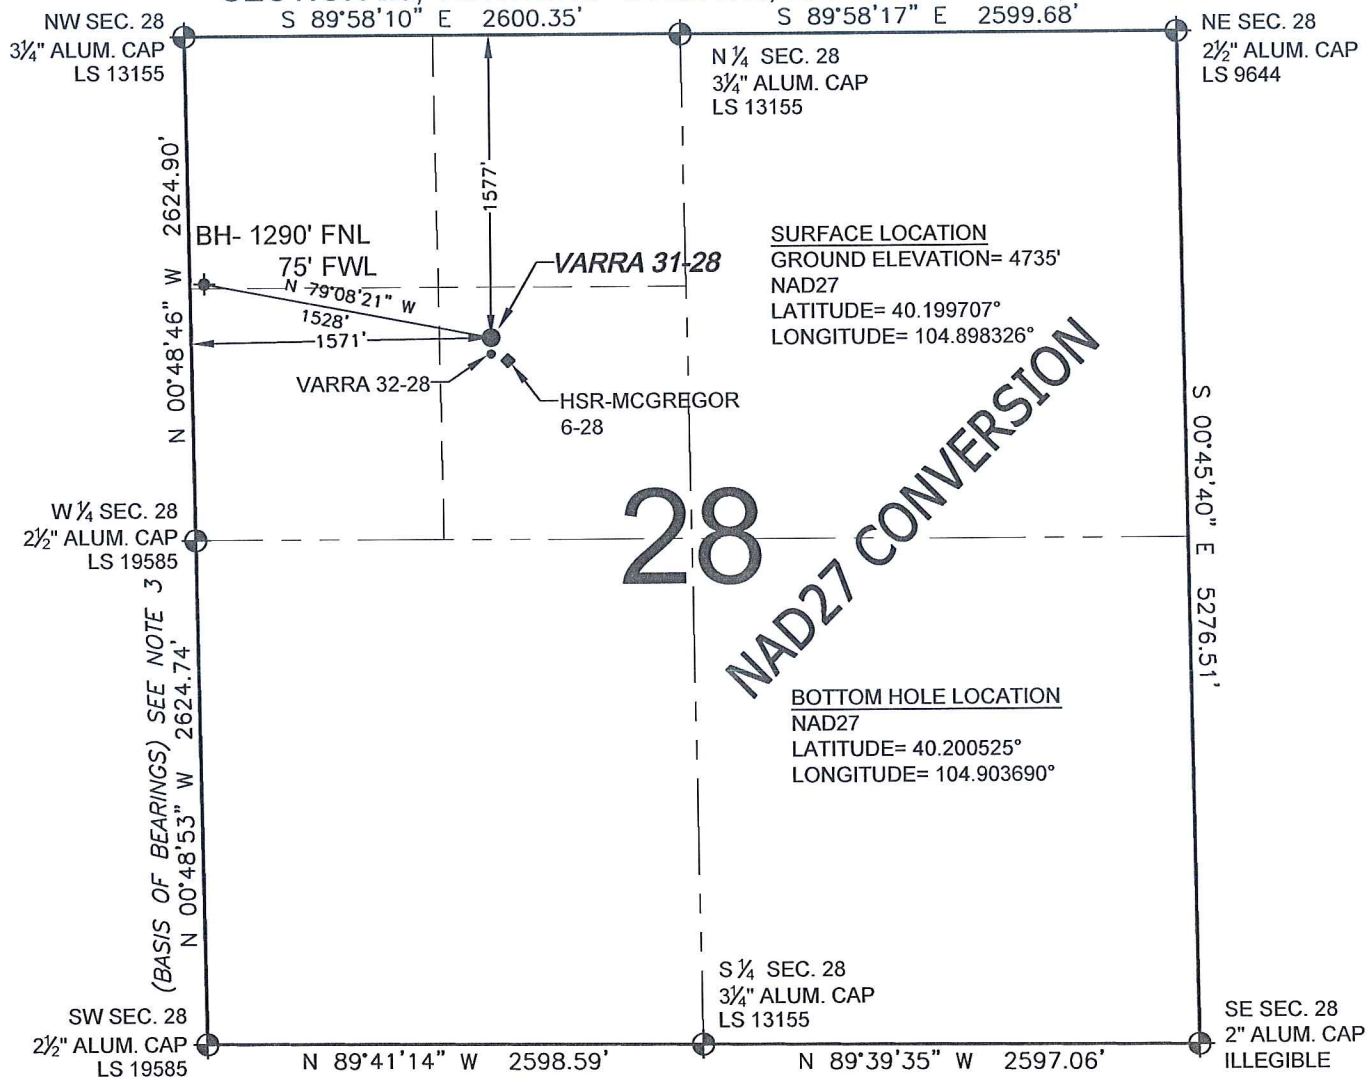 S 89°58'10" E 2600.35'
S 89°58'17" E 2599.68'
NW SEC. 28
3¼" ALUM. CAP
LS 13155
N ¼ SEC. 28
3¼" ALUM. CAP
LS 13155
NE SEC. 28
2½" ALUM. CAP
LS 9644
N 00°48'46" W 2624.90'
1577'
BH- 1290' FNL
75' FWL
N 79°08'21" W
1528'
1571'
VARRA 31-28
VARRA 32-28
HSR-MCGREGOR
6-28
SURFACE LOCATION
GROUND ELEVATION= 4735'
NAD27
LATITUDE= 40.199707°
LONGITUDE= 104.898326°
S 00°45'40" E 5276.51'
28
NAD27 CONVERSION
W ¼ SEC. 28
2½" ALUM. CAP
LS 19585
(BASIS OF BEARINGS) SEE NOTE 3
N 00°48'53" W 2624.74'
BOTTOM HOLE LOCATION
NAD27
LATITUDE= 40.200525°
LONGITUDE= 104.903690°
SW SEC. 28
2½" ALUM. CAP
LS 19585
N 89°41'14" W 2598.59'
S ¼ SEC. 28
3¼" ALUM. CAP
LS 13155
N 89°39'35" W 2597.06'
SE SEC. 28
2" ALUM. CAP
ILLEGIBLE